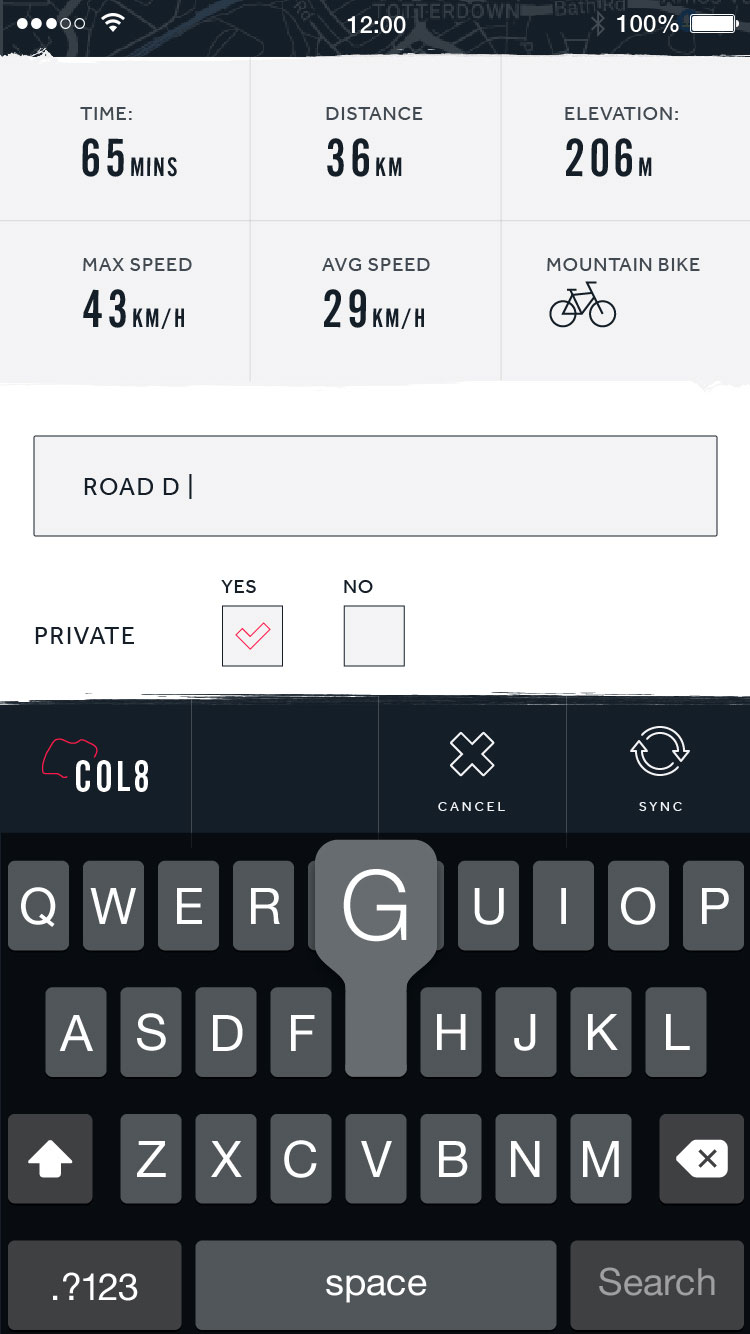 TOTTERDOWN Bath Rd
12:00 100%
TIME: DISTANCE ELEVATION:
65 MINS 36 KM 206 M
MAX SPEED AVG SPEED MOUNTAIN BIKE
43 KM/H 29 KM/H
ROAD D
YES NO
PRIVATE
COL8
CANCEL SYNC
Q W E R G U I O P
A S D F H J K L
Z X C V B N M
.?123 space Search